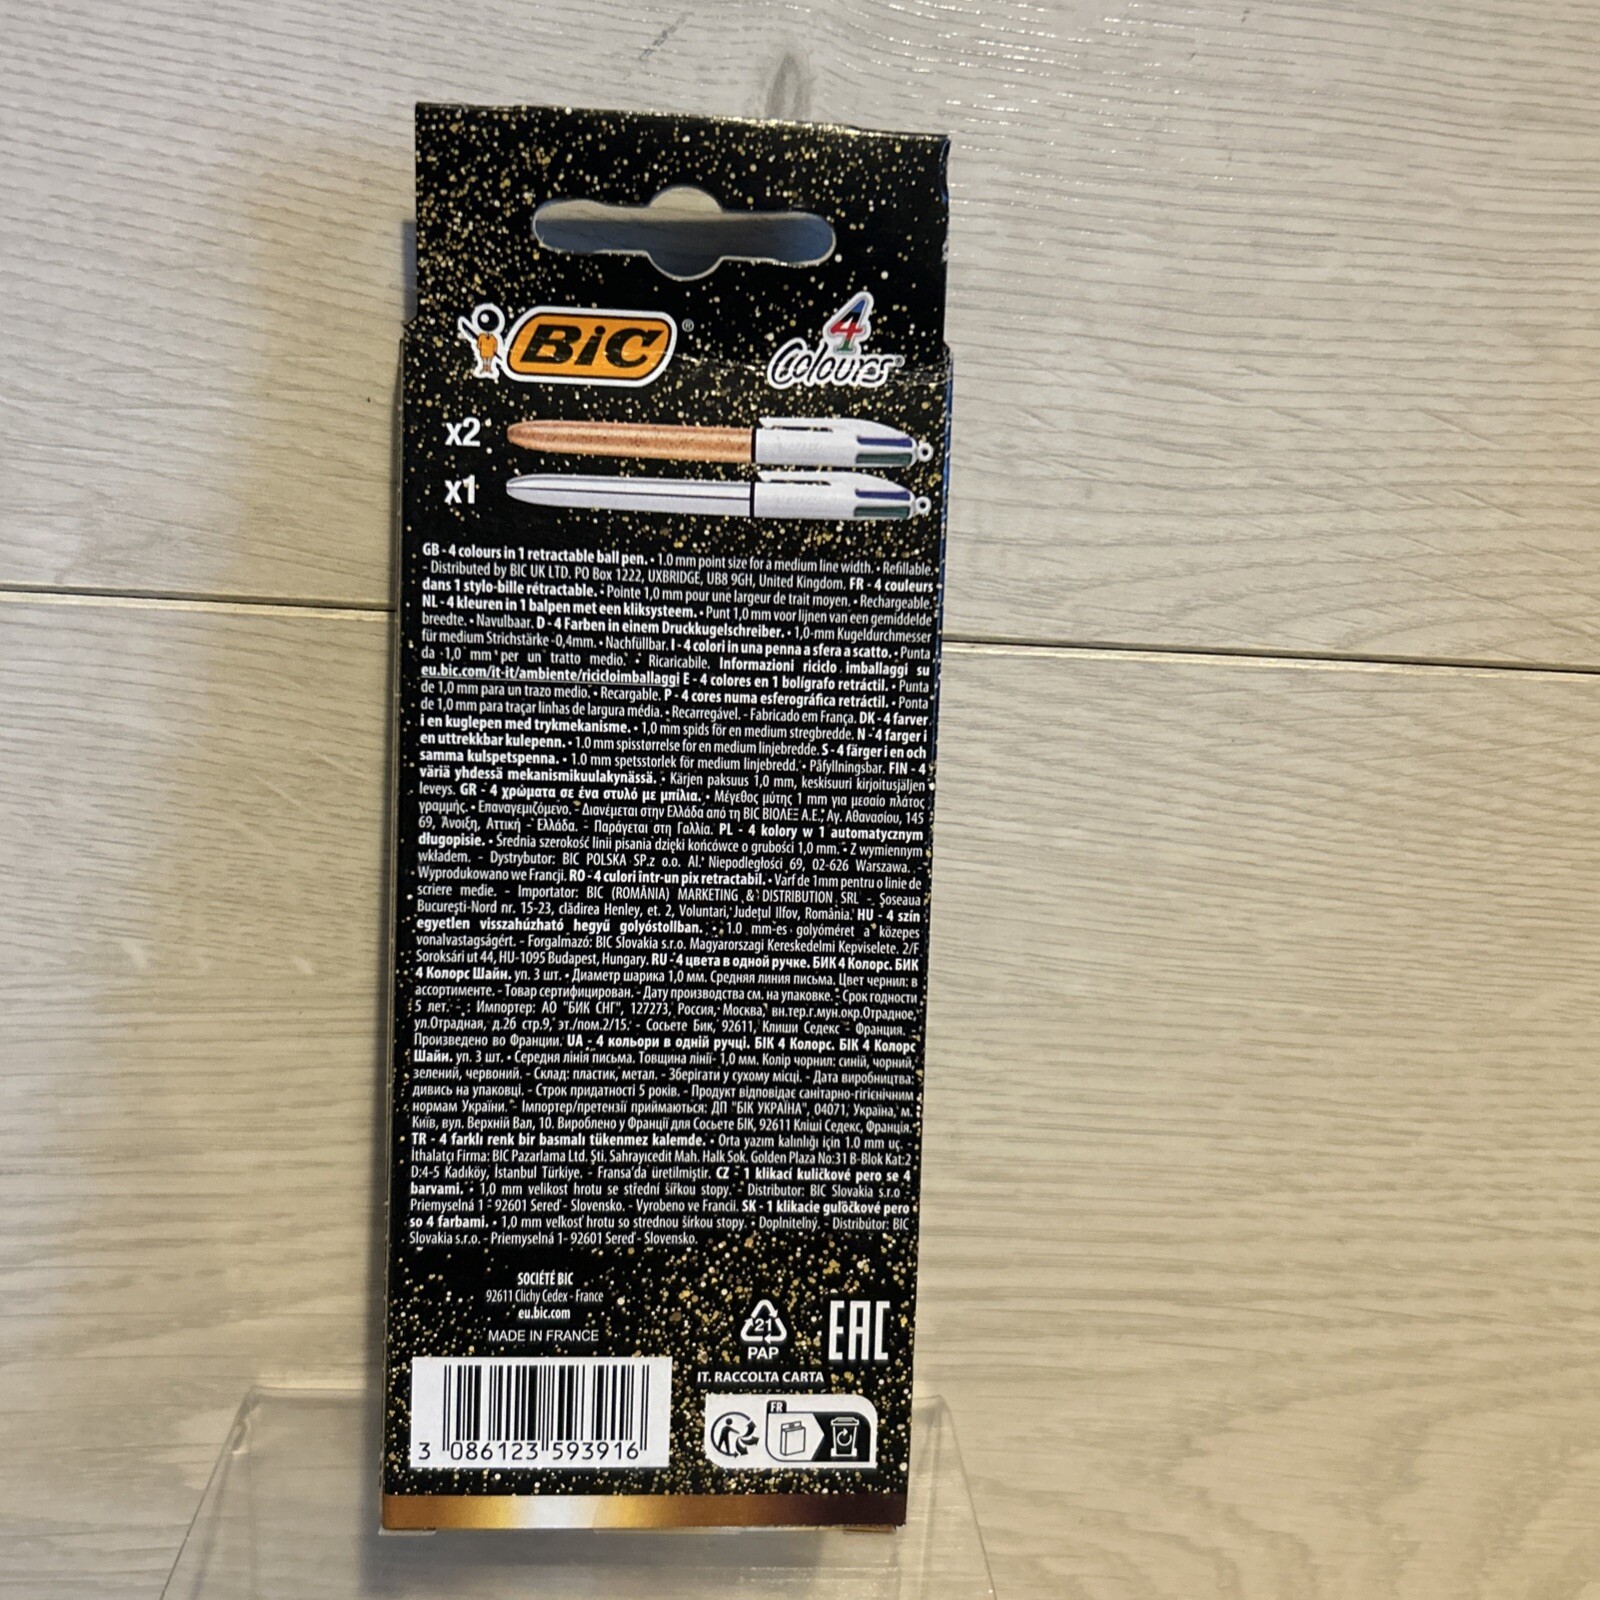 BiC®
4 Colours®
x2
x1
GB - 4 colours in 1 retractable ball pen. • 1.0 mm point size for a medium line width. • Refillable.
- Distributed by BIC UK LTD. PO Box 1222, UXBRIDGE, UB8 9GH, United Kingdom. FR - 4 couleurs
dans 1 stylo-bille rétractable. • Pointe 1,0 mm pour une largeur de trait moyen. • Rechargeable.
NL - 4 kleuren in 1 balpen met een kliksysteem. • Punt 1,0 mm voor lijnen van een gemiddelde
breedte. • Navulbaar. D - 4 Farben in einem Druckkugelschreiber. • 1,0-mm Kugeldurchmesser
für medium Strichstärke -0,4mm. • Nachfüllbar. I - 4 colori in una penna a sfera a scatto. • Punta
da 1,0 mm per un tratto medio. • Ricaricabile. Informazioni riciclo imballaggi su
eu.bic.com/it-it/ambiente/ricicloimballaggi E - 4 colores en 1 bolígrafo retráctil. • Punta
de 1,0 mm para un trazo medio. • Recargable. P - 4 cores numa esferográfica retráctil. • Ponta
de 1,0 mm para traçar linhas de largura média. • Recarregável. - Fabricado em França. DK - 4 farver
i en kuglepen med trykmekanisme. • 1,0 mm spids for en medium stregbredde. N - 4 farger i
en uttrekkbar kulepenn. • 1.0 mm spisstørrelse for en medium linjebredde. S - 4 färger i en och
samma kulspetspenna. • 1.0 mm spetsstorlek för medium linjebredd. • Påfyllningsbar. FIN - 4
väriä yhdessä mekanismikuulakynässä. • Kärjen paksuus 1,0 mm, keskisuuri kirjoitusjäljen
leveys. GR - 4 χρώματα σε ένα στυλό με μπίλια. • Μέγεθος μύτης 1 mm για μεσαίο πλάτος
γραμμής. • Επαναγεμιζόμενο. - Διανέμεται στην Ελλάδα από τη BIC ΒΙΟΛΕΞ Α.Ε., Αγ. Αθανασίου, 145
69, Άνοιξη, Αττική - Ελλάδα. - Παράγεται στη Γαλλία. PL - 4 kolory w 1 automatycznym
długopisie. • Średnia szerokość linii pisania dzięki końcówce o grubości 1,0 mm. • Z wymiennym
wkładem. - Dystrybutor: BIC POLSKA SP.z o.o. Al. Niepodległości 69, 02-626 Warszawa. -
Wyprodukowano we Francji. RO - 4 culori într-un pix retractabil. • Varf de 1mm pentru o linie de
scriere medie. - Importator: BIC (ROMÂNIA) MARKETING & DISTRIBUTION SRL - Șoseaua
București-Nord nr. 15-23, clădirea Henley, et. 2, Voluntari, Județul Ilfov, România. HU - 4 szín
egyetlen visszahúzható hegyű golyóstollban. • 1.0 mm-es golyóméret a közepes
vonalvastagságért. - Forgalmazó: BIC Slovakia s.r.o. Magyarországi Kereskedelmi Kepviselete. 2/F
Soroksári ut 44, HU-1095 Budapest, Hungary. RU - 4 цвета в одной ручке. БИК 4 Колорс. БИК
4 Колорс Шайн. уп. 3 шт. • Диаметр шарика 1,0 мм. Средняя линия письма. Цвет чернил: в
ассортименте. - Товар сертифицирован. - Дату производства см. на упаковке. - Срок годности
5 лет. - Импортер: АО "БИК СНГ", 127273, Россия, Москва, вн.тер.г.мун.окр.Отрадное,
ул.Отрадная, д.2б стр.9, эт./пом.2/15. - Сосьете Бик, 92611, Клиши Седекс - Франция. -
Произведено во Франции. UA - 4 кольори в одній ручці. БІК 4 Колорс. БІК 4 Колорс
Шайн. уп. 3 шт. • Середня лінія письма. Товщина лінії- 1,0 мм. Колір чорнил: синій, чорний,
зелений, червоний. - Склад: пластик, метал. - Зберігати у сухому місці. - Дата виробництва:
дивись на упаковці. - Строк придатності 5 років. - Продукт відповідає санітарно-гігієнічним
нормам України. - Імпортер/претензії приймаються: ДП "БІК УКРАЇНА", 04071, Україна, м.
Київ, вул. Верхній Вал, 10. Вироблено у Франції для Сосьете БІК, 92611 Кліші Седекс, Франція.
TR - 4 farklı renk bir basmalı tükenmez kalemde. • Orta yazım kalınlığı için 1.0 mm uç. -
İthalatçı Firma: BIC Pazarlama Ltd. Şti. Sahrayıcedit Mah. Halk Sok. Golden Plaza No:31 B-Blok Kat:2
D:4-5 Kadıköy, İstanbul Türkiye. - Fransa'da üretilmiştir. CZ - 1 klikací kuličkové pero se 4
barvami. • 1,0 mm velikost hrotu se střední šířkou stopy. - Distributor: BIC Slovakia s.r.o -
Priemyselná 1 - 92601 Sereď - Slovensko. - Vyrobeno ve Francii. SK - 1 klikacie guľôčkové pero
so 4 farbami. • 1,0 mm veľkosť hrotu so strednou šírkou stopy. • Doplniteľný. - Distribútor: BIC
Slovakia s.r.o. - Priemyselná 1- 92601 Sereď - Slovensko.
SOCIÉTÉ BIC
92611 Clichy Cedex - France
eu.bic.com
MADE IN FRANCE
21
PAP
EAC
IT. RACCOLTA CARTA
FR
3 086123 593916